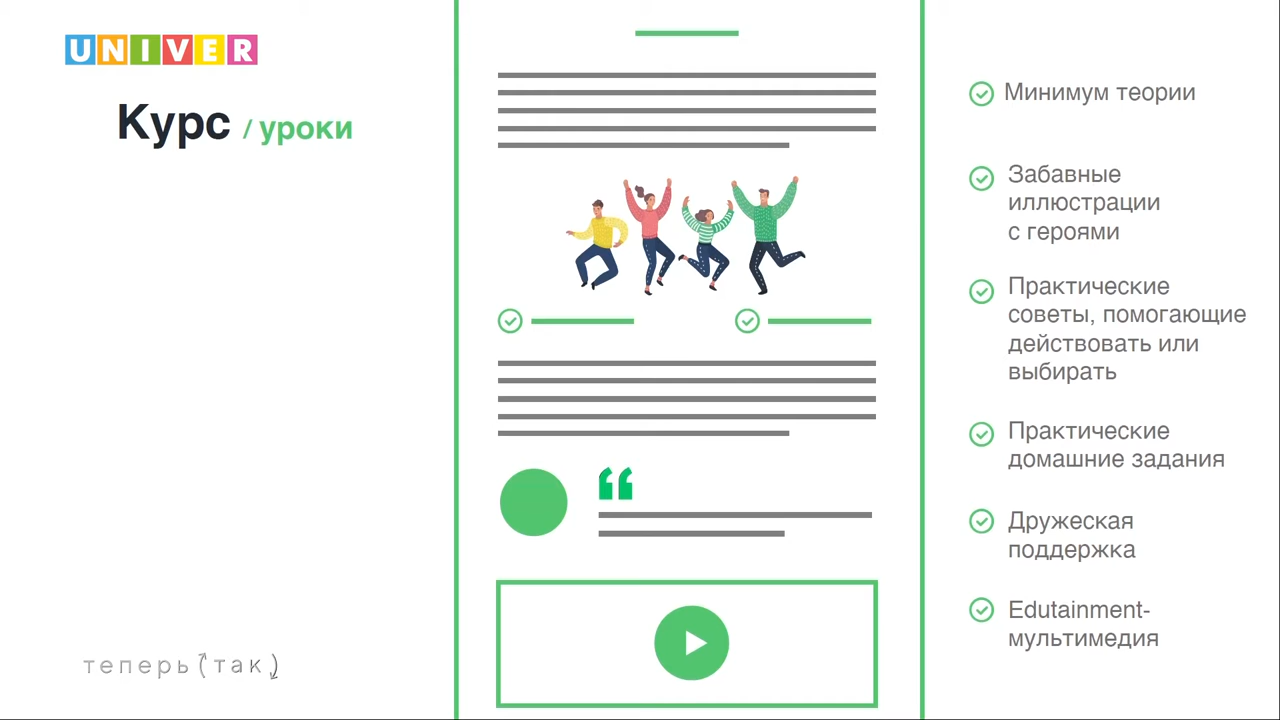 UNIVER
Курс / уроки
Минимум теории
Забавные
иллюстрации
с героями
Практические
советы, помогающие
действовать или
выбирать
Практические
домашние задания
Дружеская
поддержка
Edutainment-
мультимедия
теперь (так)